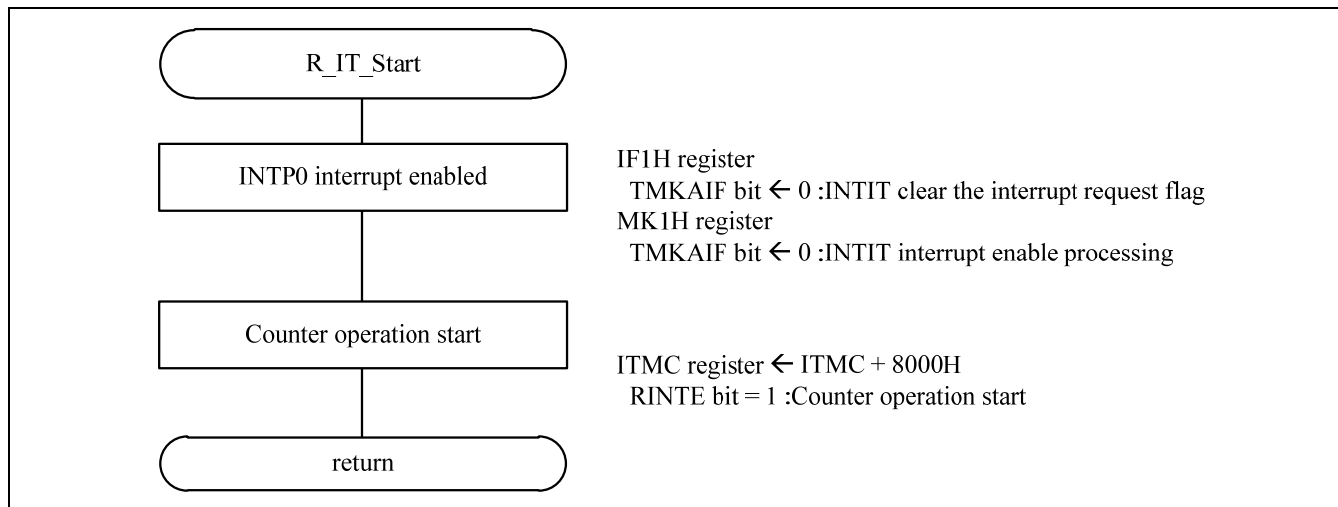 R_IT_Start
INTP0 interrupt enabled
IF1H register
TMKAIF bit ← 0 :INTIT clear the interrupt request flag
MK1H register
TMKAIF bit ← 0 :INTIT interrupt enable processing
Counter operation start
ITMC register ← ITMC + 8000H
RINTE bit = 1 :Counter operation start
return